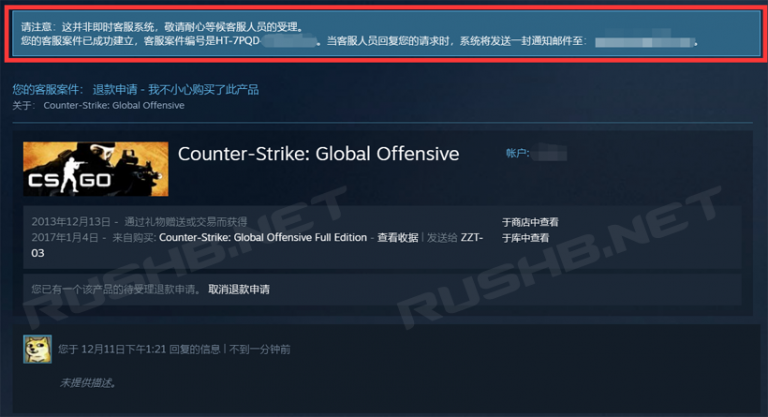 请注意：这并非即时客服系统，敬请耐心等候客服人员的受理。
您的客服案件已成功建立，客服案件编号是HT-7PQD- 。当客服人员回复您的请求时，系统将发送一封通知邮件至： 。
您的客服案件： 退款申请 - 我不小心购买了此产品
关于： Counter-Strike: Global Offensive
CS GO
Counter-Strike: Global Offensive
帐户:
2013年12月13日 - 通过礼物赠送或交易而获得
于商店中查看
2017年1月4日 - 来自购买: Counter-Strike: Global Offensive Full Edition - 查看收据 | 发送给 ZZT-
03
于库中查看
您已有一个该产品的待受理退款申请。 取消退款申请
您于 12月11日下午1:21 回复的信息 | 不到一分钟前
未提供描述。
RUSHB.NET
RUSHB.NET